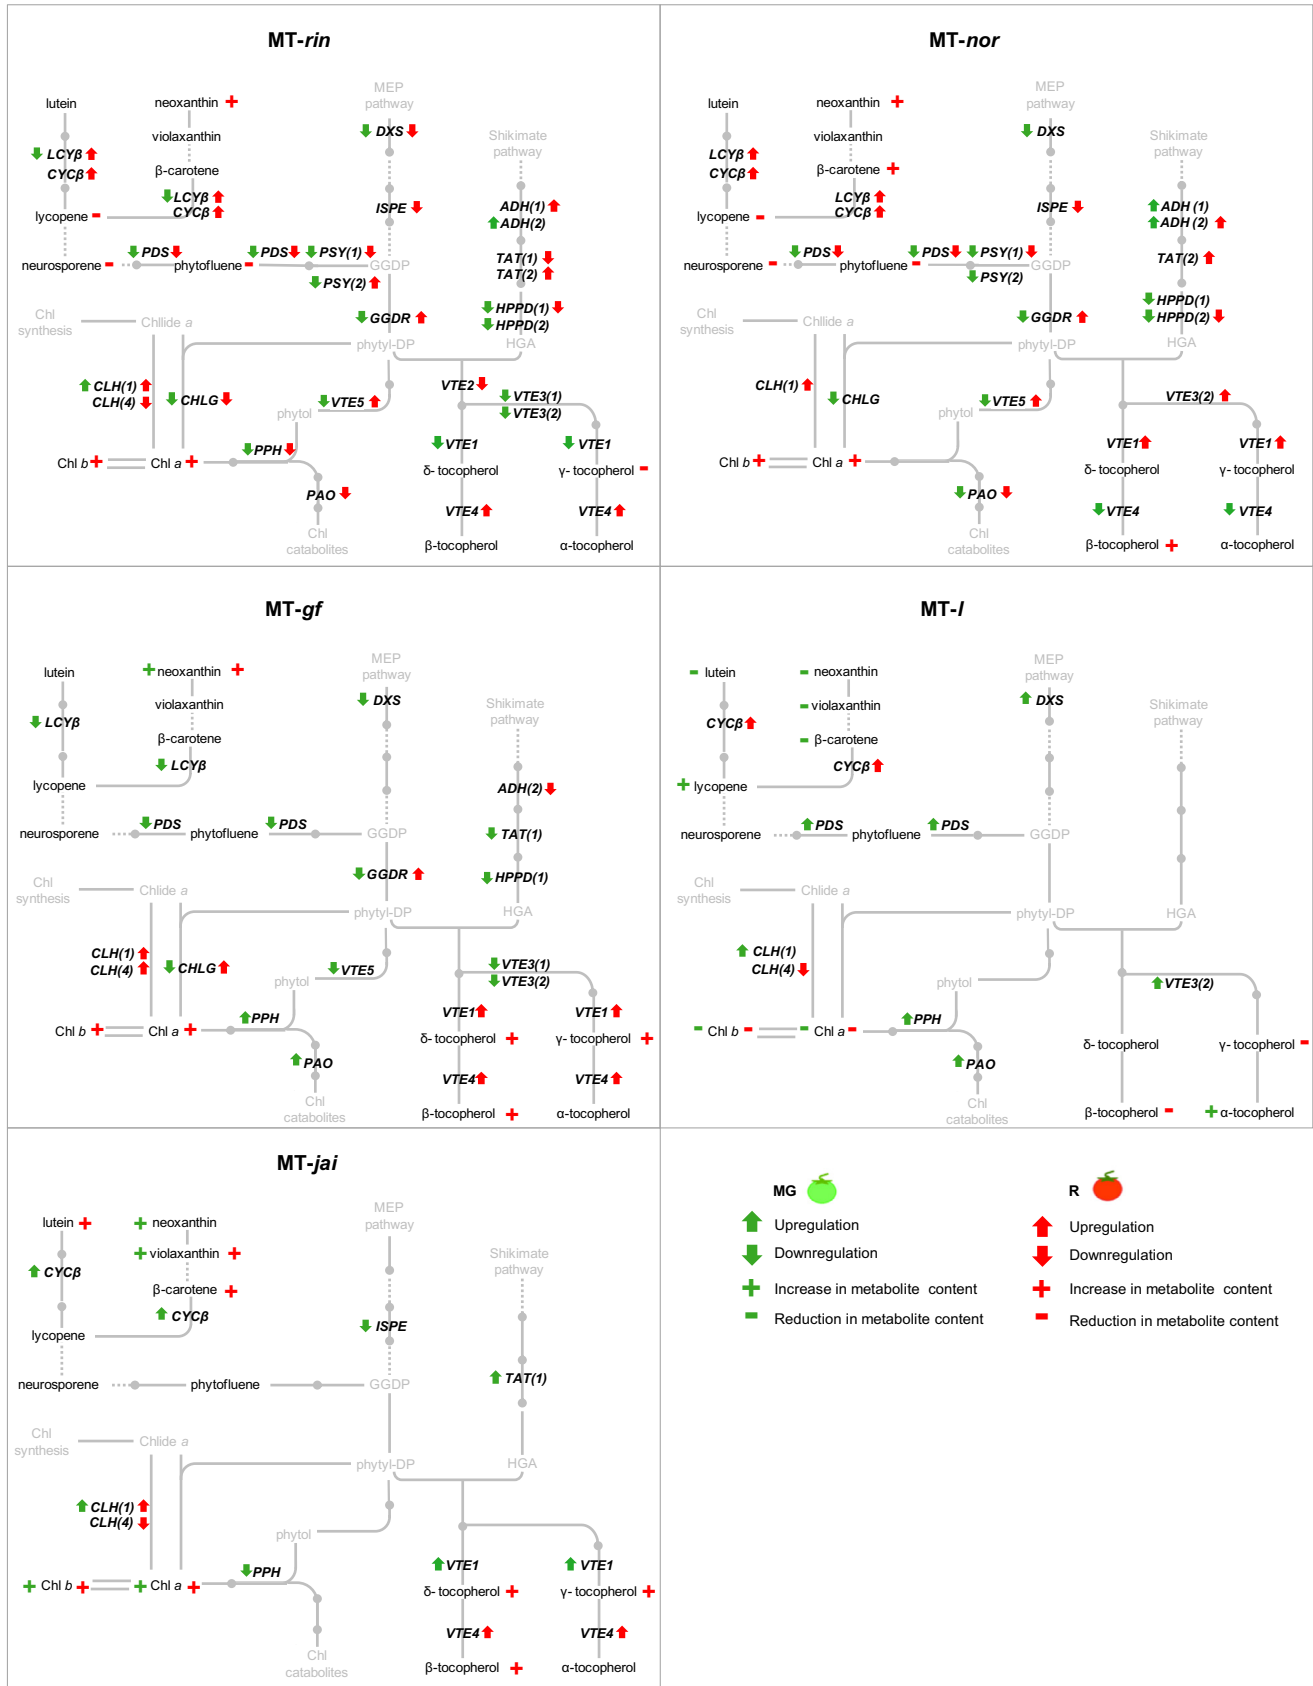 MT-rin
MEP
pathway
lutein
neoxanthin +
violaxanthin
DXS
Shikimate
pathway
LCYβ
CYCβ
β-carotene
LCYβ
CYCβ
lycopene -
ISPE
ADH(1)
ADH(2)
PDS
PDS
PSY(1)
TAT(1)
TAT(2)
neurosporene -
phytofluene -
GGDP
PSY(2)
HPPD(1)
HPPD(2)
Chl
synthesis
Chllide a
GGDR
phytyl-DP
HGA
CLH(1)
CLH(4)
CHLG
VTE5
VTE2
VTE3(1)
VTE3(2)
phytol
PPH
VTE1
VTE1
Chl b +
Chl a +
δ- tocopherol
γ- tocopherol -
PAO
VTE4
VTE4
Chl
catabolites
β-tocopherol
α-tocopherol
MT-nor
MEP
pathway
lutein
neoxanthin +
violaxanthin
DXS
Shikimate
pathway
LCYβ
CYCβ
β-carotene +
LCYβ
CYCβ
lycopene -
ISPE
ADH (1)
ADH (2)
PDS
PDS
PSY(1)
TAT(2)
neurosporene -
phytofluene -
GGDP
PSY(2)
HPPD(1)
HPPD(2)
Chl
synthesis
Chllide a
GGDR
phytyl-DP
HGA
CLH(1)
CHLG
VTE5
VTE3(2)
phytol
VTE1
VTE1
Chl b +
Chl a +
δ- tocopherol
γ- tocopherol
PAO
VTE4
VTE4
Chl
catabolites
β-tocopherol +
α-tocopherol
MT-gf
MEP
pathway
lutein
+ neoxanthin +
violaxanthin
DXS
Shikimate
pathway
LCYβ
β-carotene
LCYβ
lycopene
ADH(2)
PDS
PDS
TAT(1)
neurosporene
phytofluene
GGDP
GGDR
HPPD(1)
Chl
synthesis
Chlide a
phytyl-DP
HGA
CLH(1)
CLH(4)
CHLG
VTE5
VTE3(1)
VTE3(2)
phytol
PPH
VTE1
VTE1
Chl b +
Chl a +
δ- tocopherol +
γ- tocopherol +
PAO
VTE4
VTE4
Chl
catabolites
β-tocopherol +
α-tocopherol
MT-l
MEP
pathway
- lutein
- neoxanthin
- violaxanthin
DXS
Shikimate
pathway
CYCβ
- β-carotene
CYCβ
+ lycopene
PDS
PDS
neurosporene
phytofluene
GGDP
Chl
synthesis
Chlide a
phytyl-DP
HGA
CLH(1)
CLH(4)
VTE3(2)
phytol
PPH
- Chl b -
- Chl a -
δ- tocopherol
γ- tocopherol -
PAO
Chl
catabolites
β-tocopherol -
+ α-tocopherol
MT-jai
MEP
pathway
lutein +
+ neoxanthin
+ violaxanthin +
Shikimate
pathway
CYCβ
β-carotene +
CYCβ
lycopene
ISPE
TAT(1)
neurosporene
phytofluene
GGDP
Chl
synthesis
Chlide a
phytyl-DP
HGA
CLH(1)
CLH(4)
phytol
PPH
VTE1
VTE1
+ Chl b +
+ Chl a +
δ- tocopherol +
γ- tocopherol +
VTE4
VTE4
Chl
catabolites
β-tocopherol +
α-tocopherol
MG
Upregulation
Downregulation
+ Increase in metabolite content
- Reduction in metabolite content
R
Upregulation
Downregulation
+ Increase in metabolite content
- Reduction in metabolite content